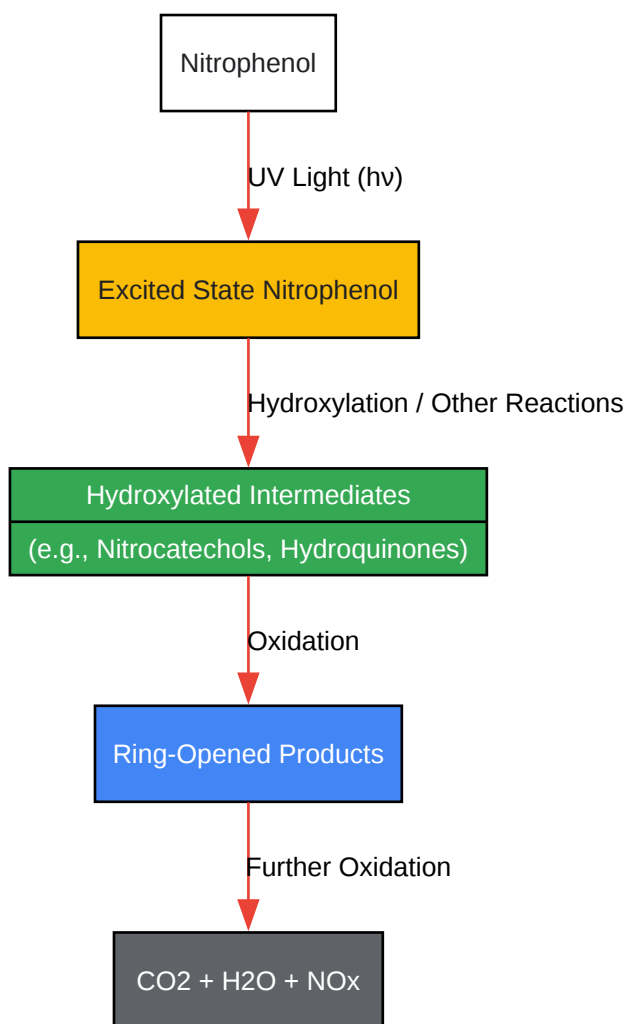 Nitrophenol
UV Light (hν)
Excited State Nitrophenol
Hydroxylation / Other Reactions
Hydroxylated Intermediates
(e.g., Nitrocatechols, Hydroquinones)
Oxidation
Ring-Opened Products
Further Oxidation
CO2 + H2O + NOx